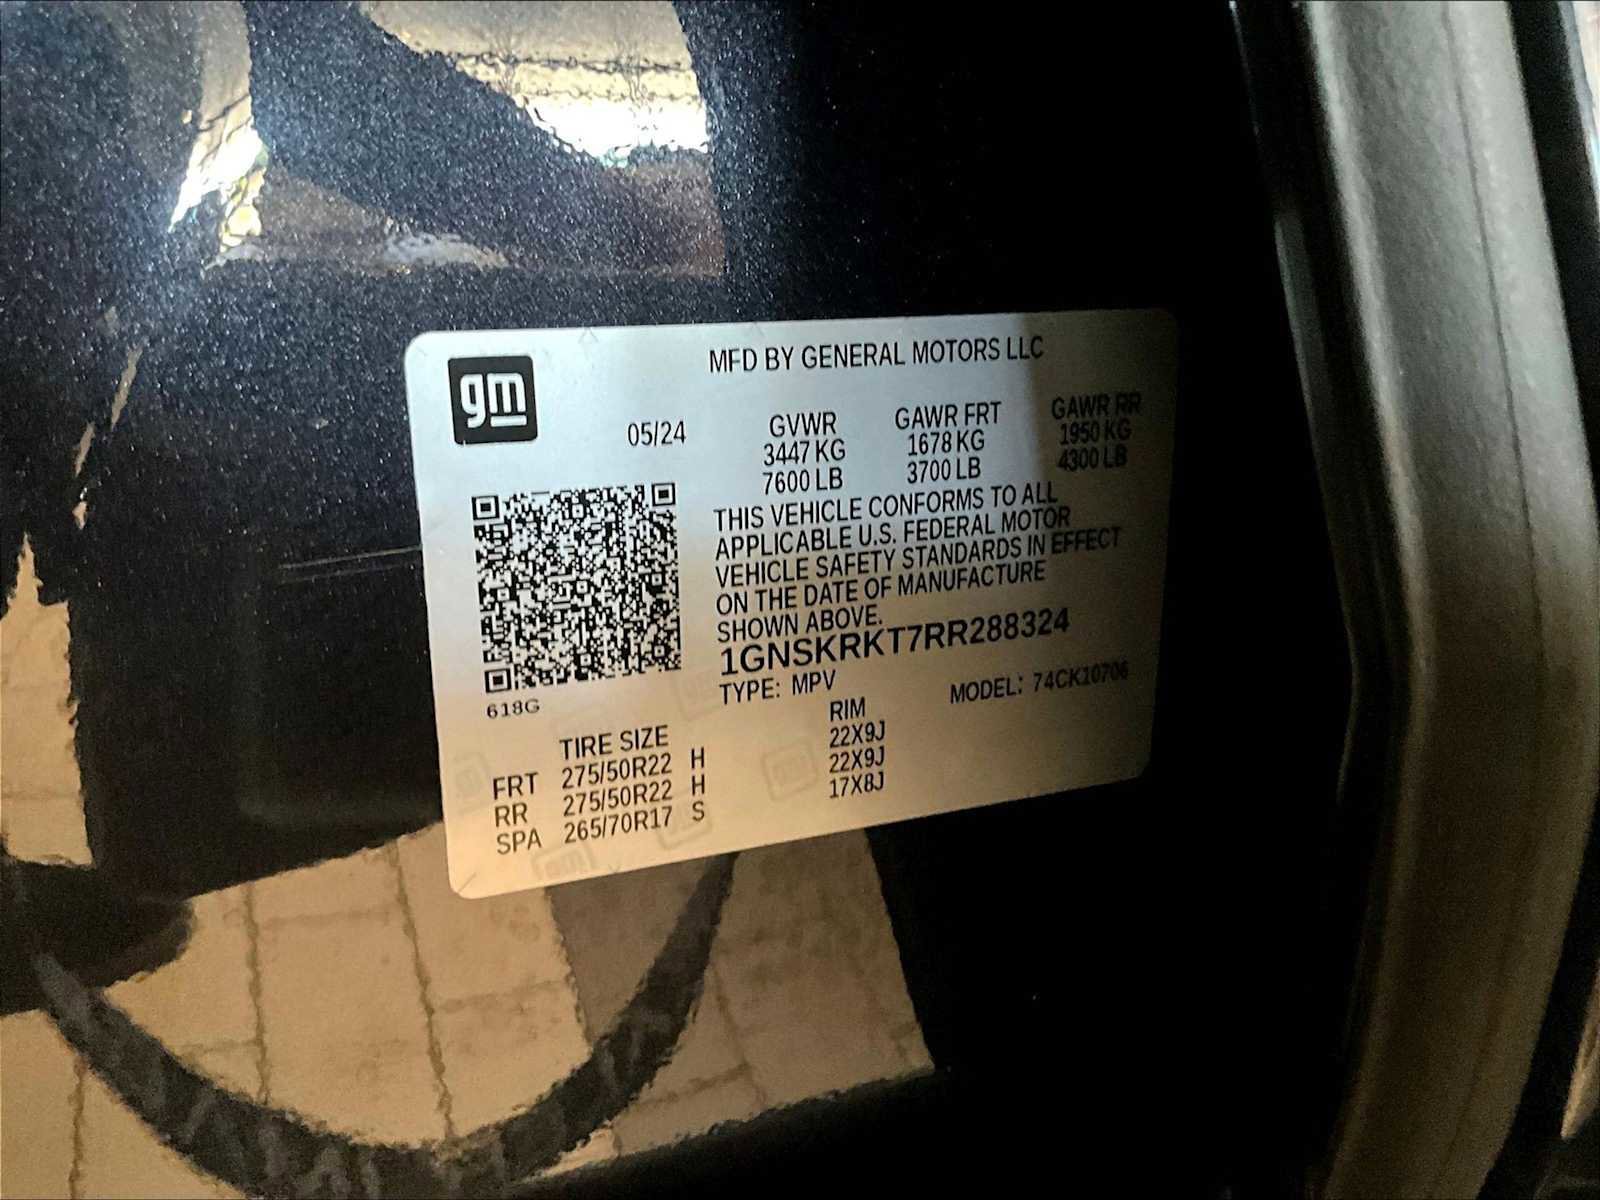 gm
MFD BY GENERAL MOTORS LLC
05/24
GVWR GAWR FRT GAWR RR
3447 KG 1678 KG 1950 KG
7600 LB 3700 LB 4300 LB
THIS VEHICLE CONFORMS TO ALL
APPLICABLE U.S. FEDERAL MOTOR
VEHICLE SAFETY STANDARDS IN EFFECT
ON THE DATE OF MANUFACTURE
SHOWN ABOVE.
1GNSKRKT7RR288324
TYPE: MPV MODEL: 74CK10706
618G
TIRE SIZE RIM
FRT 275/50R22 H 22X9J
RR 275/50R22 H 22X9J
SPA 265/70R17 S 17X8J